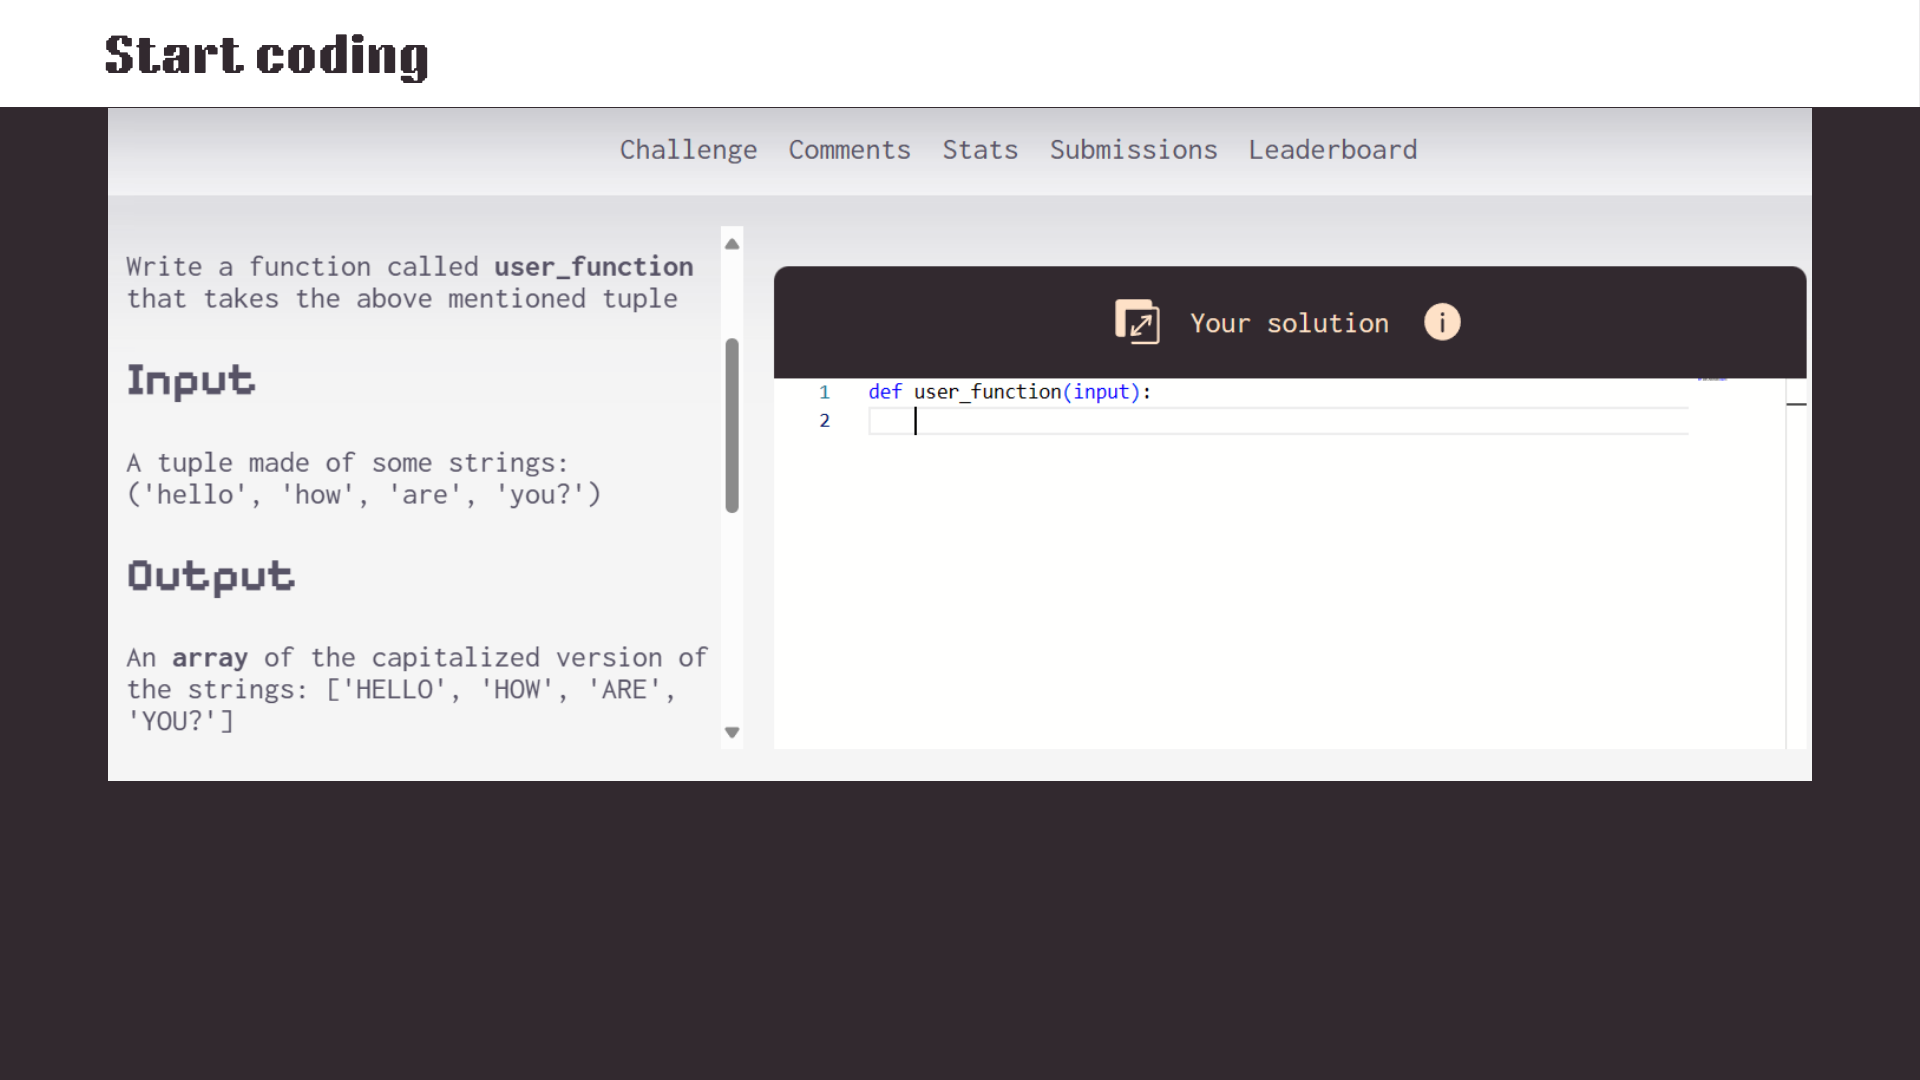 Start coding
Challenge Comments Stats Submissions Leaderboard
Write a function called user_function
that takes the above mentioned tuple
Input
A tuple made of some strings:
('hello', 'how', 'are', 'you?')
Output
An array of the capitalized version of
the strings: ['HELLO', 'HOW', 'ARE',
'YOU?']
Your solution i
1 def user_function(input):
2